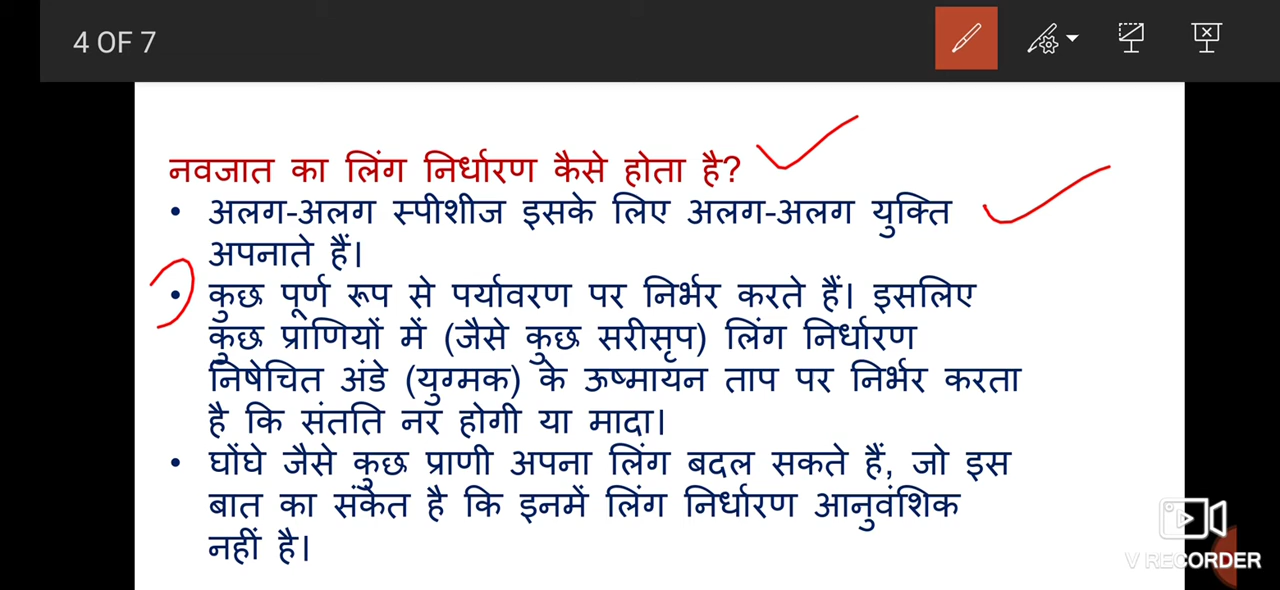 4 OF 7
नवजात का लिंग निर्धारण कैसे होता है?
• अलग-अलग स्पीशीज इसके लिए अलग-अलग युक्ति
अपनाते हैं।
• कुछ पूर्ण रूप से पर्यावरण पर निर्भर करते हैं। इसलिए
कुछ प्राणियों में (जैसे कुछ सरीसृप) लिंग निर्धारण
निषेचित अंडे (युग्मक) के ऊष्मायन ताप पर निर्भर करता
है कि संतति नर होगी या मादा।
• घोंघे जैसे कुछ प्राणी अपना लिंग बदल सकते हैं, जो इस
बात का संकेत है कि इनमें लिंग निर्धारण आनुवंशिक
नहीं है।
V RECORDER